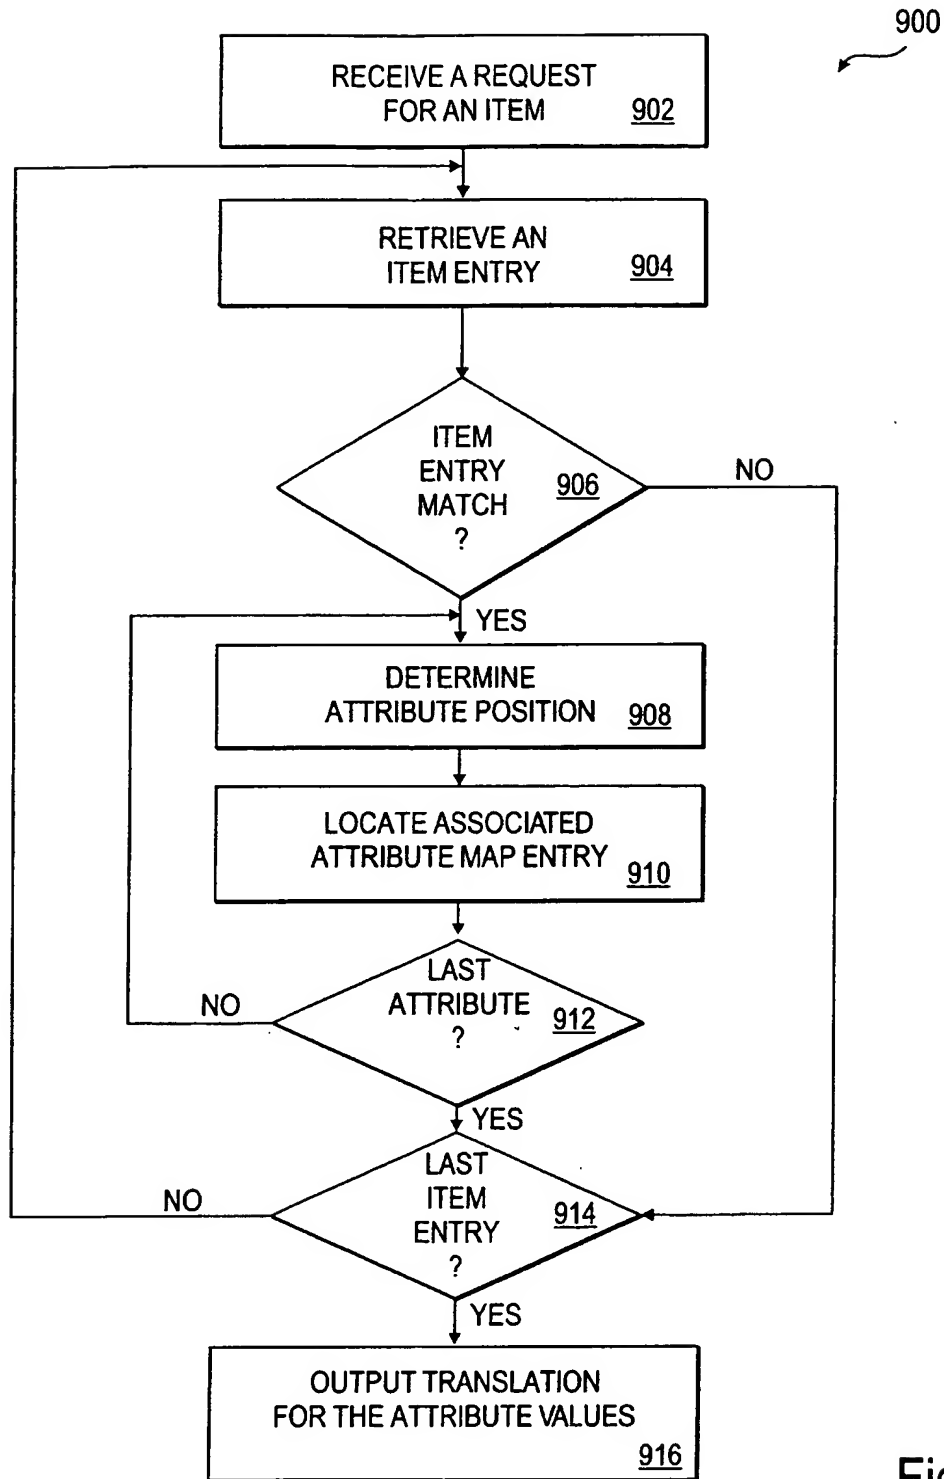 900
RECEIVE A REQUEST
FOR AN ITEM 902
RETRIEVE AN
ITEM ENTRY 904
ITEM
ENTRY
MATCH
?
906
NO
YES
DETERMINE
ATTRIBUTE POSITION 908
LOCATE ASSOCIATED
ATTRIBUTE MAP ENTRY 910
LAST
ATTRIBUTE
?
912
NO
YES
LAST
ITEM
ENTRY
?
914
NO
YES
OUTPUT TRANSLATION
FOR THE ATTRIBUTE VALUES
916